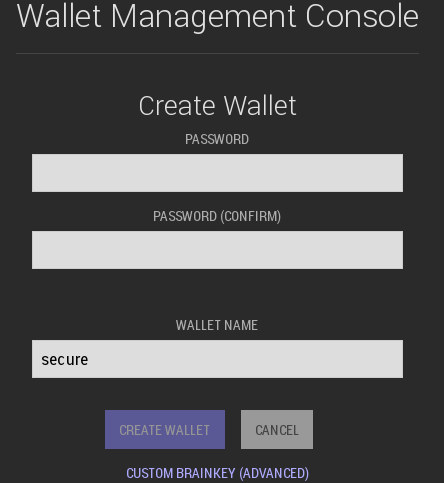 Wallet Management Console
Create Wallet
PASSWORD
PASSWORD (CONFIRM)
WALLET NAME
secure
CREATE WALLET
CANCEL
CUSTOM BRAINKEY (ADVANCED)